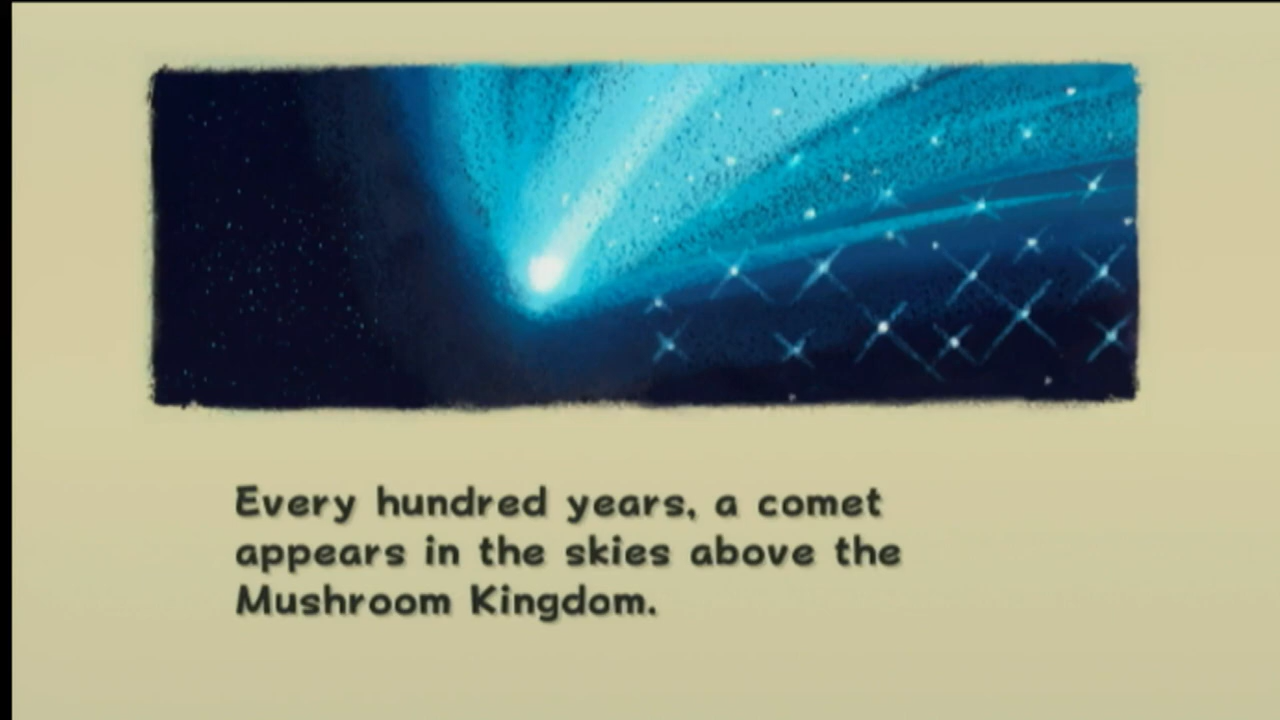 Every hundred years, a comet
appears in the skies above the
Mushroom Kingdom.